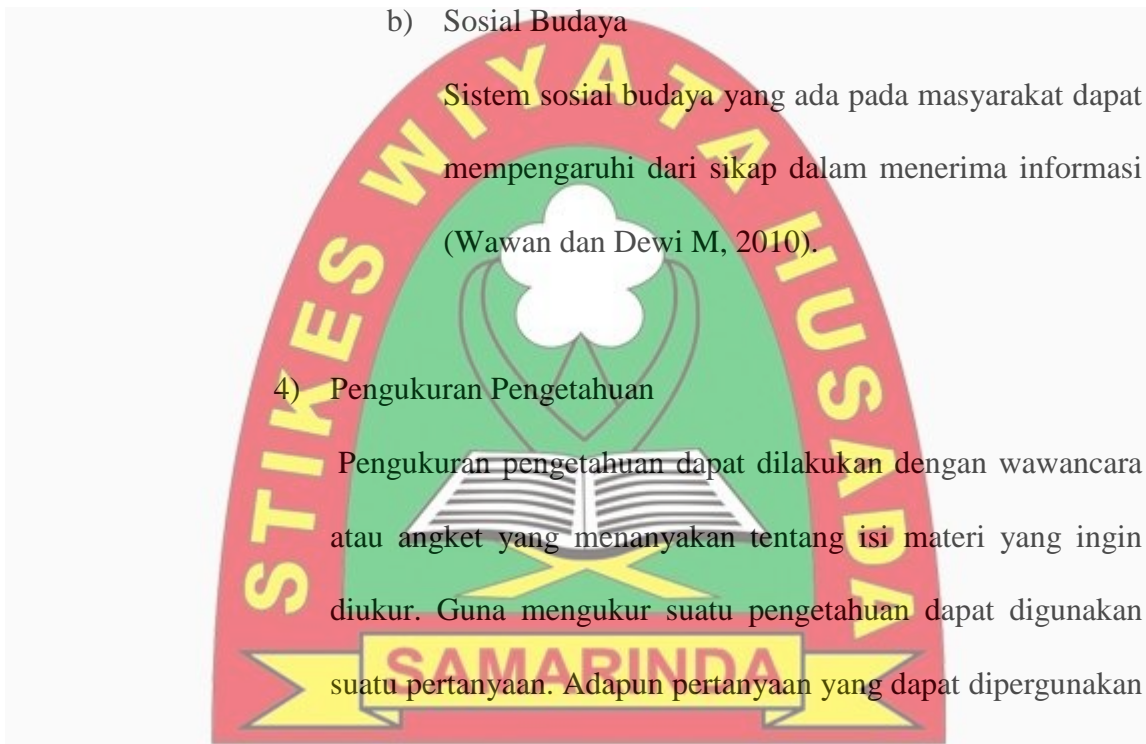 b) Sosial Budaya
Sistem sosial budaya yang ada pada masyarakat dapat
mempengaruhi dari sikap dalam menerima informasi
(Wawan dan Dewi M, 2010).
4) Pengukuran Pengetahuan
Pengukuran pengetahuan dapat dilakukan dengan wawancara
atau angket yang menanyakan tentang isi materi yang ingin
diukur. Guna mengukur suatu pengetahuan dapat digunakan
suatu pertanyaan. Adapun pertanyaan yang dapat dipergunakan
STIKES WIYATA HUSADA
SAMARINDA